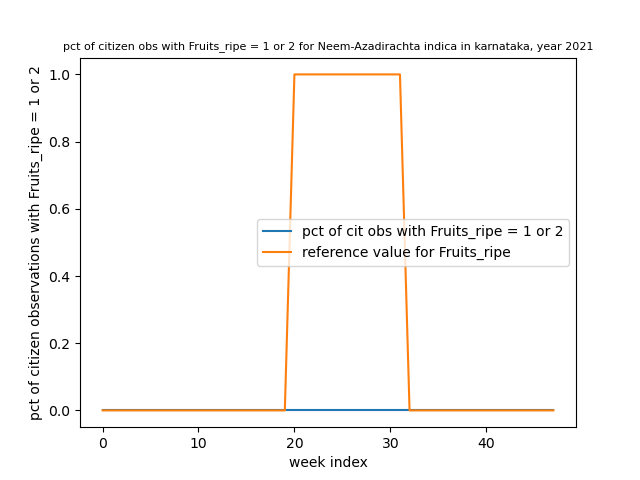 pct of citizen obs with Fruits_ripe = 1 or 2 for Neem-Azadirachta indica in karnataka, year 2021
pct of citizen observations with Fruits_ripe = 1 or 2
1.0
0.8
0.6
0.4
0.2
0.0
pct of cit obs with Fruits_ripe = 1 or 2
reference value for Fruits_ripe
0 10 20 30 40
week index